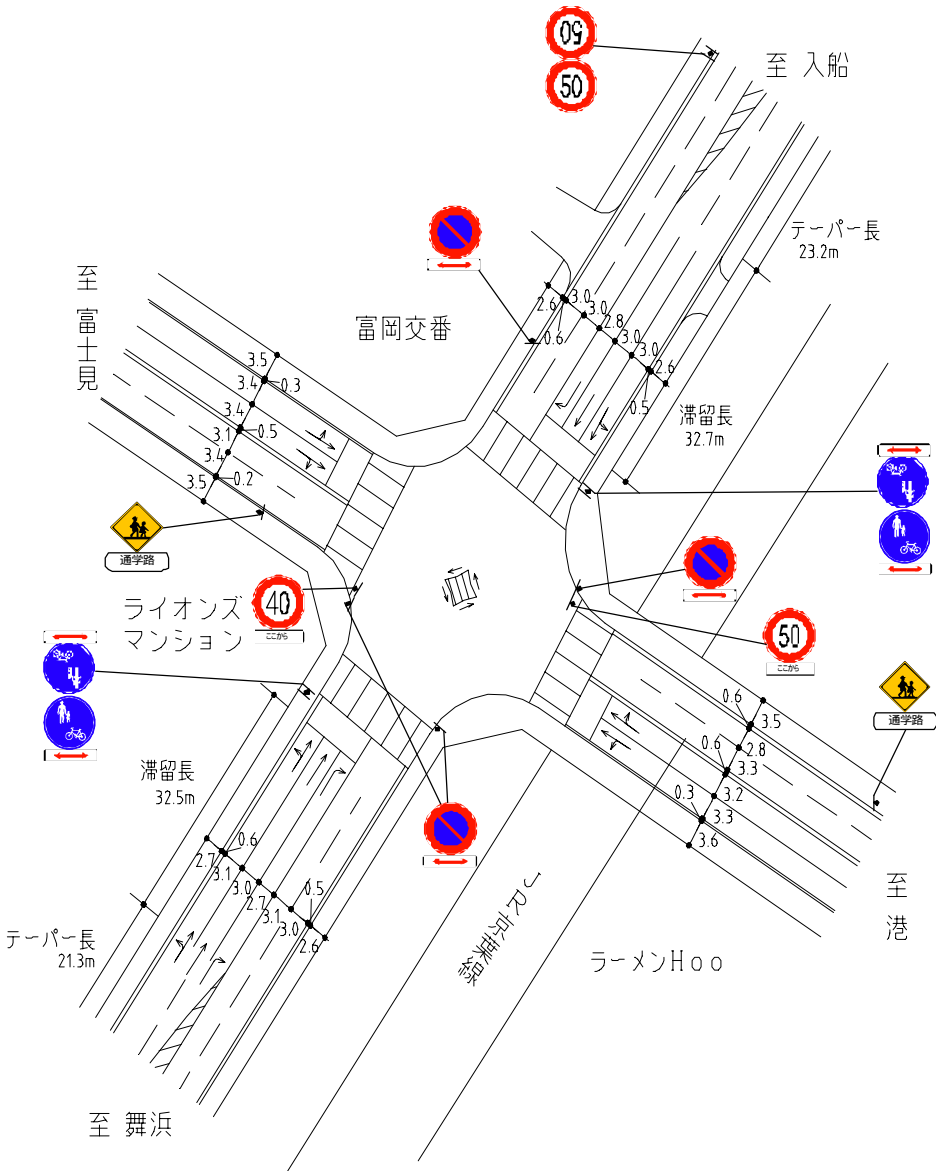 50
50
至 入船
テーパー長
23.2m
至 富士見
富岡交番
2.6
0.6
3.0
3.0
2.8
3.0
3.0
2.6
0.5
滞留長
32.7m
3.5
0.3
3.4
3.4
0.5
3.1
3.4
0.2
3.5
通学路
ライオンズ
マンション
40
ここから
50
ここから
通学路
滞留長
32.5m
0.6
2.7
3.1
3.0
2.7
3.1
0.5
3.0
2.6
テーパー長
21.3m
0.6
3.5
2.8
0.6
3.3
3.2
0.3
3.3
3.6
至 港
JR京葉線
ラーメンHoo
至 舞浜